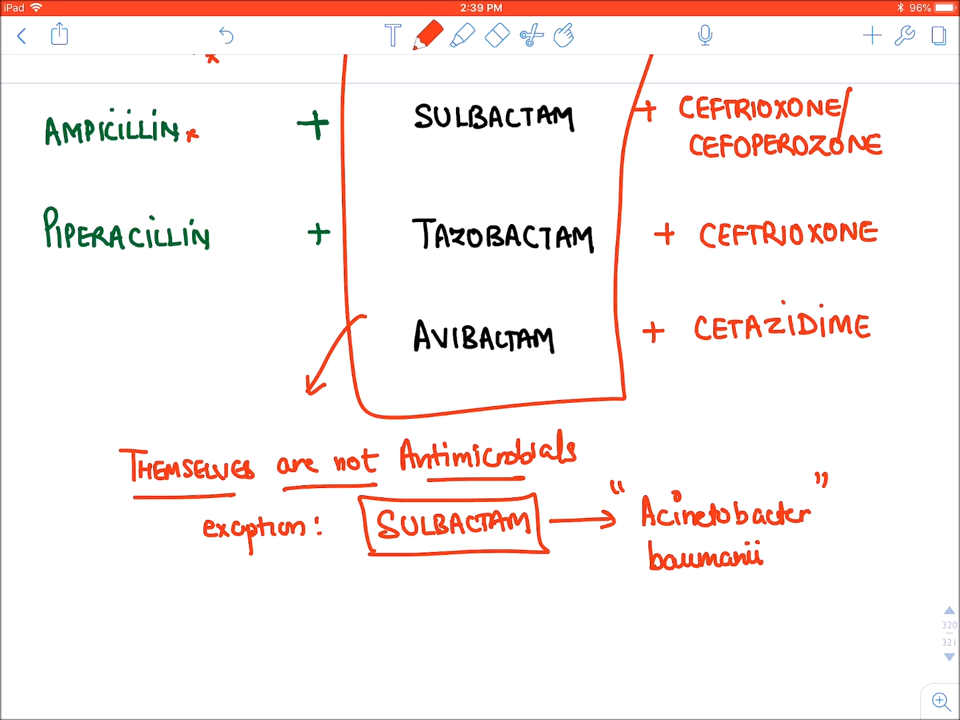 iPad 2:39 PM 96%
T
x
AMPICILLIN x + SULBACTAM + CEFTRIOXONE/
CEFOPEROZONE
PIPERACILLIN + TAZOBACTAM + CEFTRIOXONE
AVIBACTAM + CETAZIDIME
THEMSELVES are not Antimicrobials
exception: SULBACTAM → "Acinetobacter
baumanii"
320
321